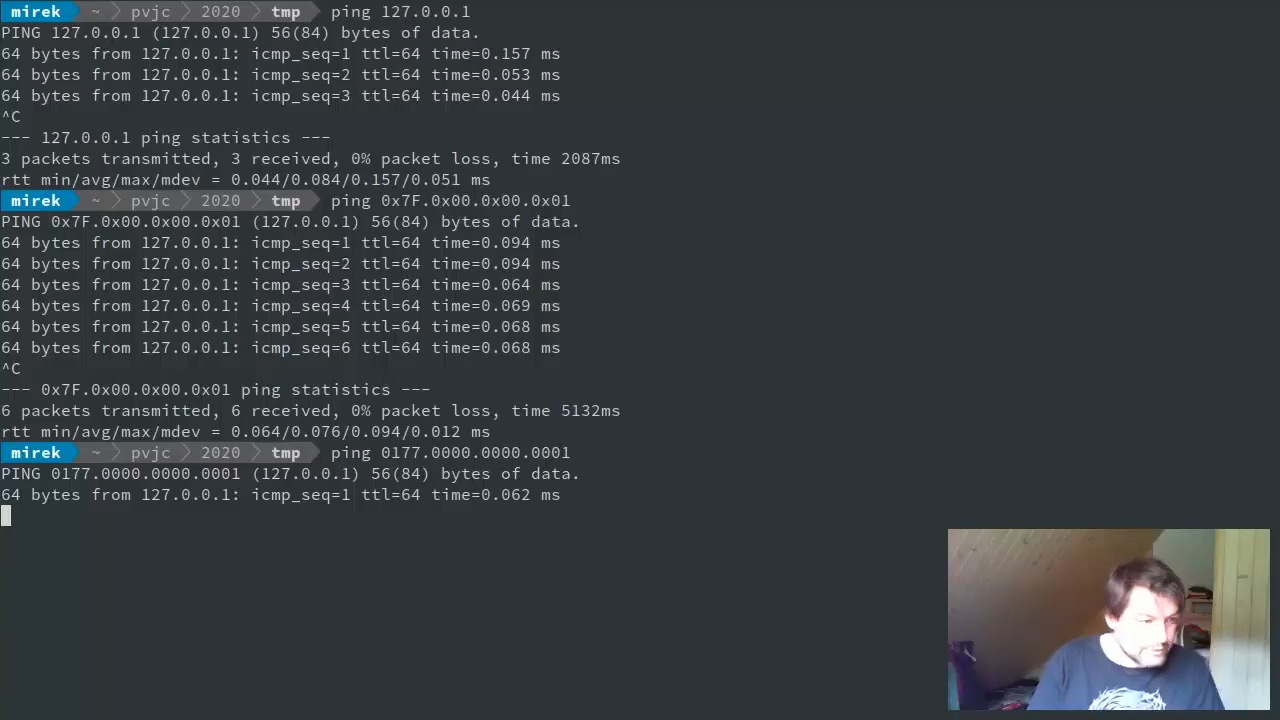 mirek ~ pvjc 2020 tmp ping 127.0.0.1
PING 127.0.0.1 (127.0.0.1) 56(84) bytes of data.
64 bytes from 127.0.0.1: icmp_seq=1 ttl=64 time=0.157 ms
64 bytes from 127.0.0.1: icmp_seq=2 ttl=64 time=0.053 ms
64 bytes from 127.0.0.1: icmp_seq=3 ttl=64 time=0.044 ms
^C
--- 127.0.0.1 ping statistics ---
3 packets transmitted, 3 received, 0% packet loss, time 2087ms
rtt min/avg/max/mdev = 0.044/0.084/0.157/0.051 ms
mirek ~ pvjc 2020 tmp ping 0x7F.0x00.0x00.0x01
PING 0x7F.0x00.0x00.0x01 (127.0.0.1) 56(84) bytes of data.
64 bytes from 127.0.0.1: icmp_seq=1 ttl=64 time=0.094 ms
64 bytes from 127.0.0.1: icmp_seq=2 ttl=64 time=0.094 ms
64 bytes from 127.0.0.1: icmp_seq=3 ttl=64 time=0.064 ms
64 bytes from 127.0.0.1: icmp_seq=4 ttl=64 time=0.069 ms
64 bytes from 127.0.0.1: icmp_seq=5 ttl=64 time=0.068 ms
64 bytes from 127.0.0.1: icmp_seq=6 ttl=64 time=0.068 ms
^C
--- 0x7F.0x00.0x00.0x01 ping statistics ---
6 packets transmitted, 6 received, 0% packet loss, time 5132ms
rtt min/avg/max/mdev = 0.064/0.076/0.094/0.012 ms
mirek ~ pvjc 2020 tmp ping 0177.0000.0000.0001
PING 0177.0000.0000.0001 (127.0.0.1) 56(84) bytes of data.
64 bytes from 127.0.0.1: icmp_seq=1 ttl=64 time=0.062 ms